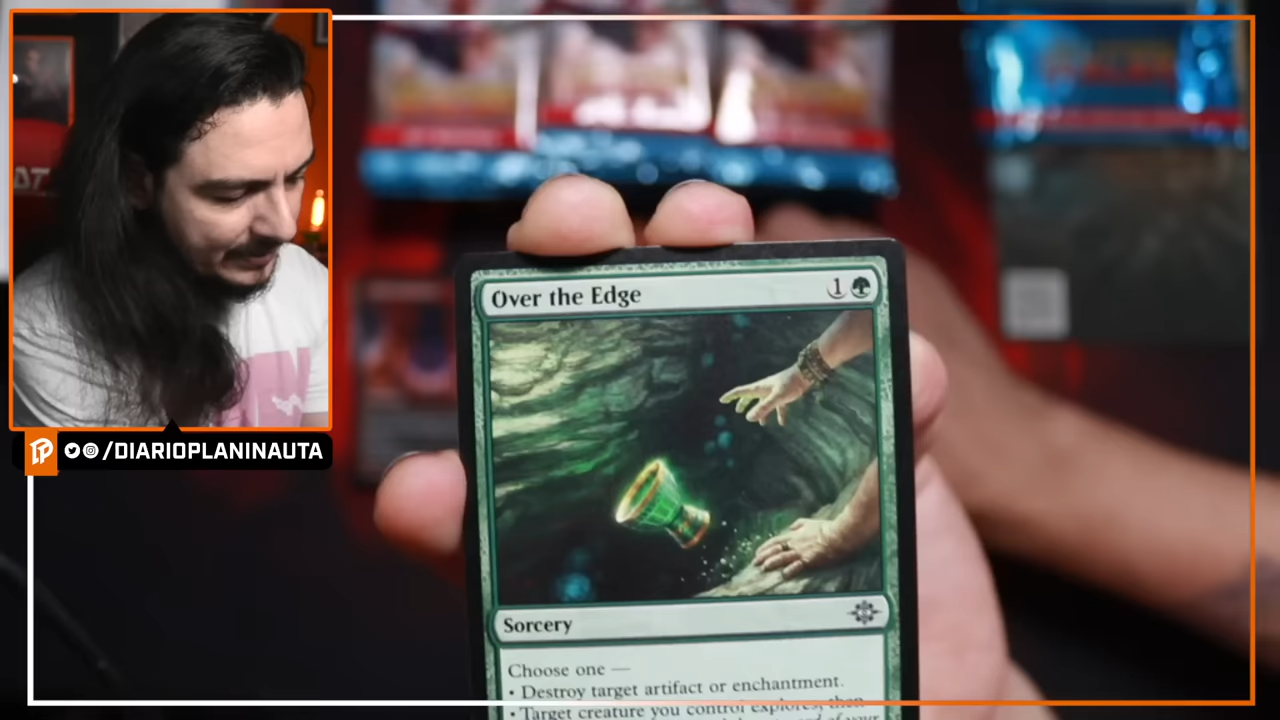 /DIARIOPLANINAUTA
Over the Edge
1
Sorcery
Choose one —
• Destroy target artifact or enchantment.
• Target creature you control explores, then